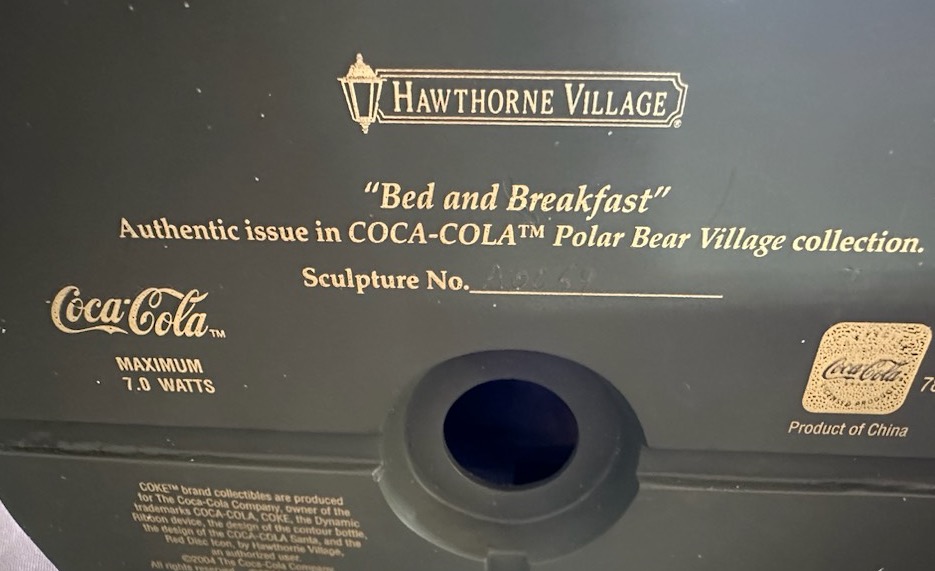 HAWTHORNE VILLAGE®
"Bed and Breakfast"
Authentic issue in COCA-COLA™ Polar Bear Village collection.
Sculpture No.
Coca-Cola™
MAXIMUM
7.0 WATTS
Coca-Cola
Product of China
COKE™ brand collectibles are produced
for The Coca-Cola Company, owner of the
trademarks COCA-COLA, COKE, the Dynamic
Ribbon device, the design of the contour bottle,
the design of the COCA-COLA Santa, and the
Red Disc Icon, by Hawthorne Village,
an authorized user.
©2004 The Coca-Cola Company
All rights reserved